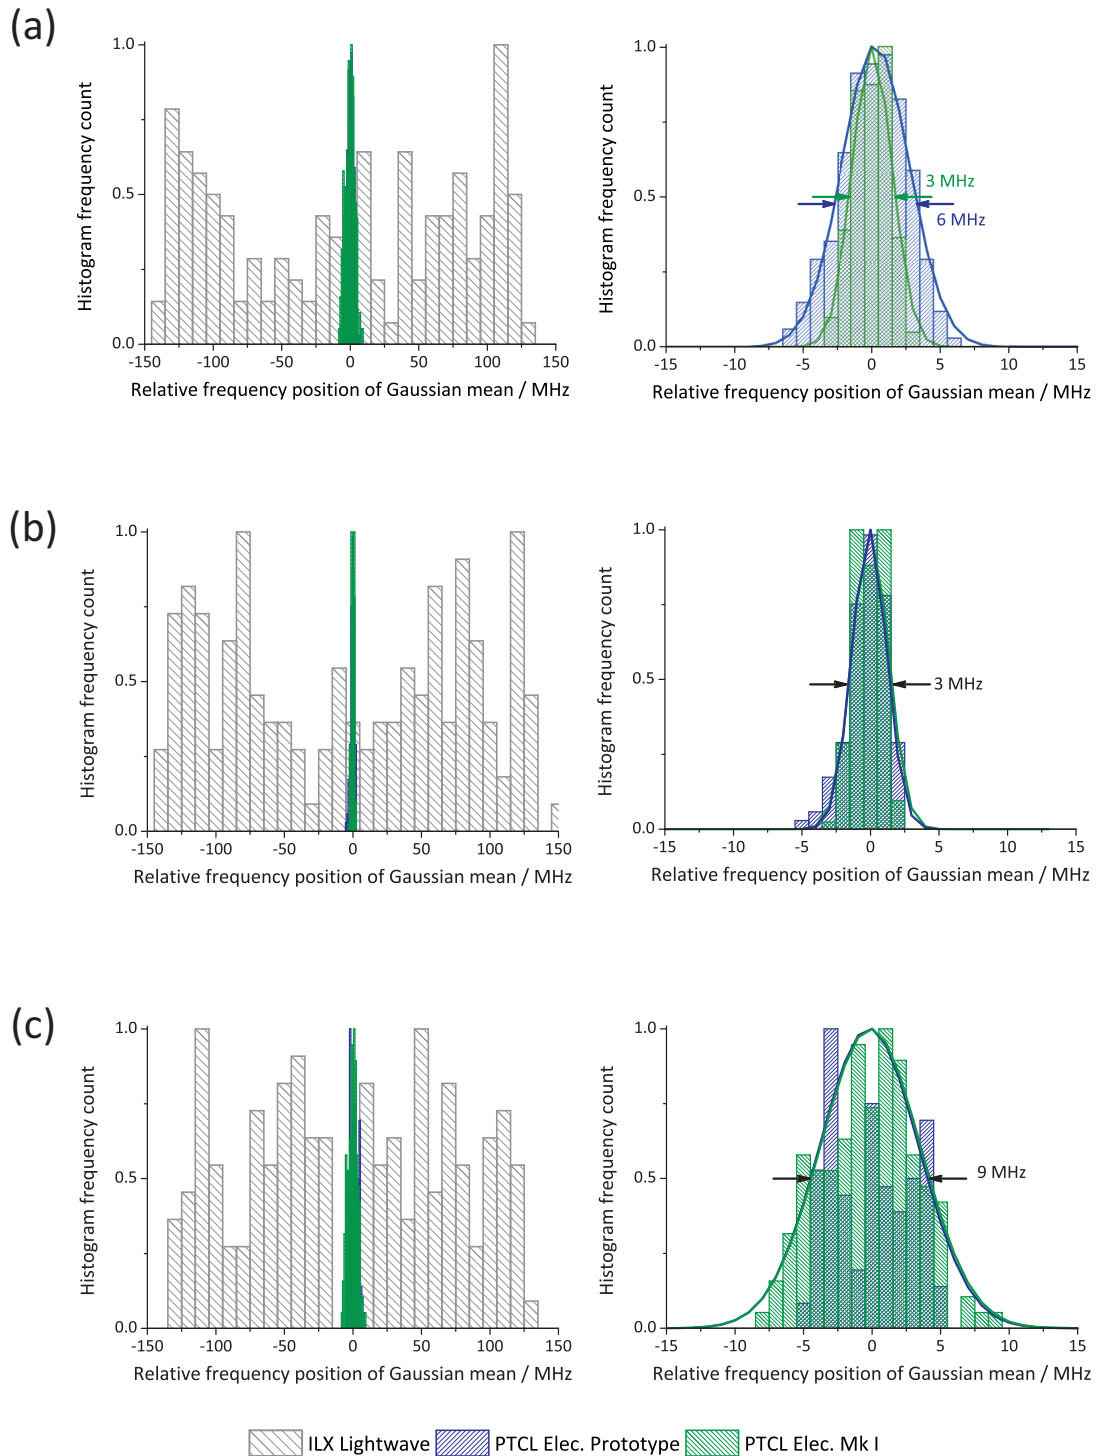 (a)
Histogram frequency count
1.0
0.5
0.0
-150 -100 -50 0 50 100 150
Relative frequency position of Gaussian mean / MHz
Histogram frequency count
1.0
0.5
0.0
3 MHz
6 MHz
-15 -10 -5 0 5 10 15
Relative frequency position of Gaussian mean / MHz
(b)
Histogram frequency count
1.0
0.5
0.0
-150 -100 -50 0 50 100 150
Relative frequency position of Gaussian mean / MHz
Histogram frequency count
1.0
0.5
0.0
3 MHz
-15 -10 -5 0 5 10 15
Relative frequency position of Gaussian mean / MHz
(c)
Histogram frequency count
1.0
0.5
0.0
-150 -100 -50 0 50 100 150
Relative frequency position of Gaussian mean / MHz
Histogram frequency count
1.0
0.5
0.0
9 MHz
-15 -10 -5 0 5 10 15
Relative frequency position of Gaussian mean / MHz
ILX Lightwave PTCL Elec. Prototype PTCL Elec. Mk I